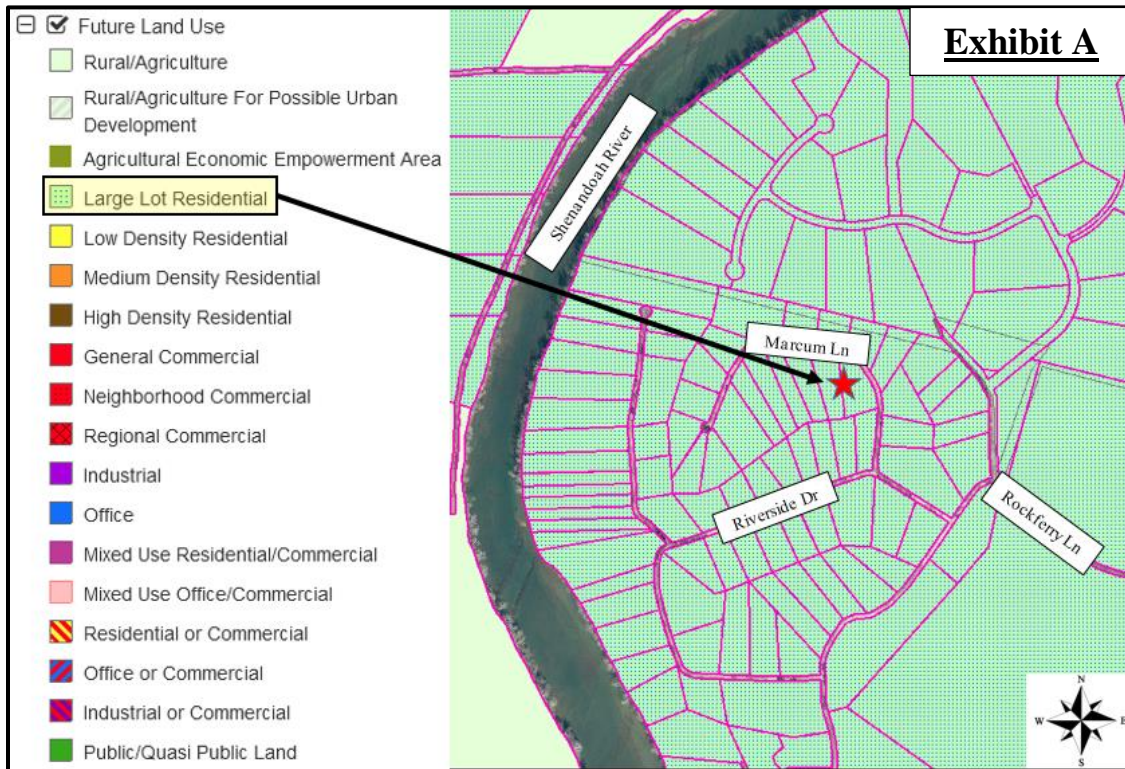 Future Land Use
Rural/Agriculture
Rural/Agriculture For Possible Urban
Development
Agricultural Economic Empowerment Area
Large Lot Residential
Low Density Residential
Medium Density Residential
High Density Residential
General Commercial
Neighborhood Commercial
Regional Commercial
Industrial
Office
Mixed Use Residential/Commercial
Mixed Use Office/Commercial
Residential or Commercial
Office or Commercial
Industrial or Commercial
Public/Quasi Public Land
Exhibit A
Shenandoah River
Marcum Ln
Riverside Dr
Rockferry Ln
N
W
E
S